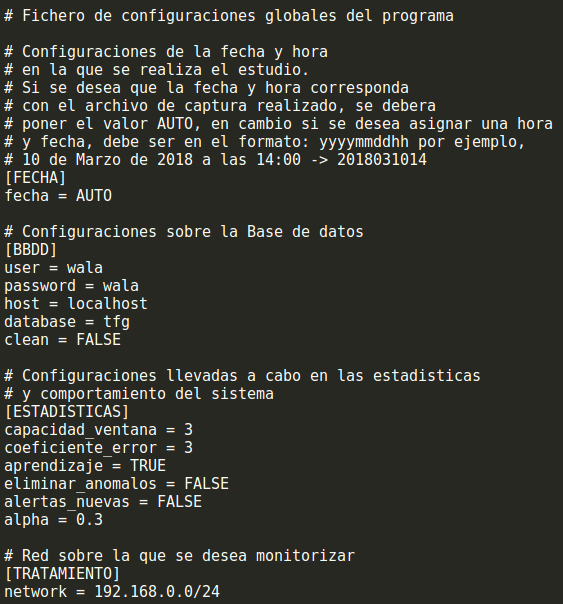 # Fichero de configuraciones globales del programa
# Configuraciones de la fecha y hora
# en la que se realiza el estudio.
# Si se desea que la fecha y hora corresponda
# con el archivo de captura realizado, se debera
# poner el valor AUTO, en cambio si se desea asignar una hora
# y fecha, debe ser en el formato: yyyymmddhh por ejemplo,
# 10 de Marzo de 2018 a las 14:00 -> 2018031014
[FECHA]
fecha = AUTO
# Configuraciones sobre la Base de datos
[BBDD]
user = wala
password = wala
host = localhost
database = tfg
clean = FALSE
# Configuraciones llevadas a cabo en las estadisticas
# y comportamiento del sistema
[ESTADISTICAS]
capacidad_ventana = 3
coeficiente_error = 3
aprendizaje = TRUE
eliminar_anomalos = FALSE
alertas_nuevas = FALSE
alpha = 0.3
# Red sobre la que se desea monitorizar
[TRATAMIENTO]
network = 192.168.0.0/24